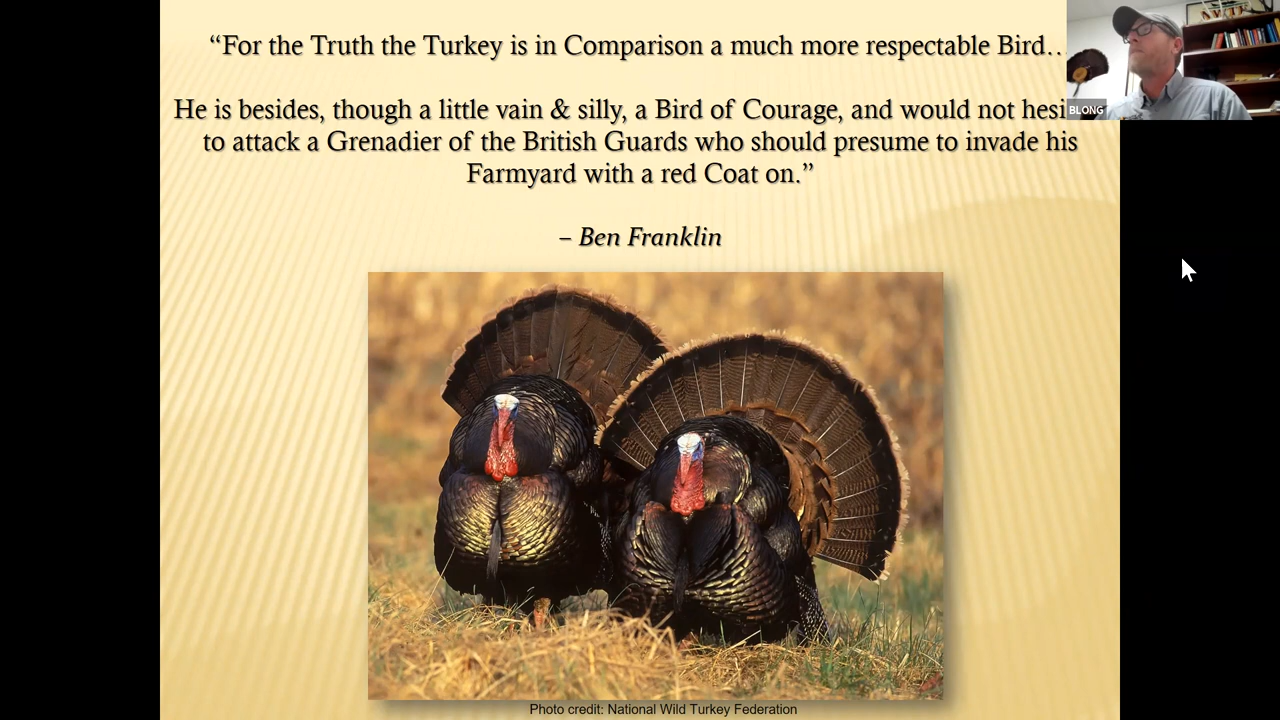 “For the Truth the Turkey is in Comparison a much more respectable Bird…
He is besides, though a little vain & silly, a Bird of Courage, and would not
to attack a Grenadier of the British Guards who should presume to invade his
Farmyard with a red Coat on.”
– Ben Franklin
Photo credit: National Wild Turkey Federation
BLONG